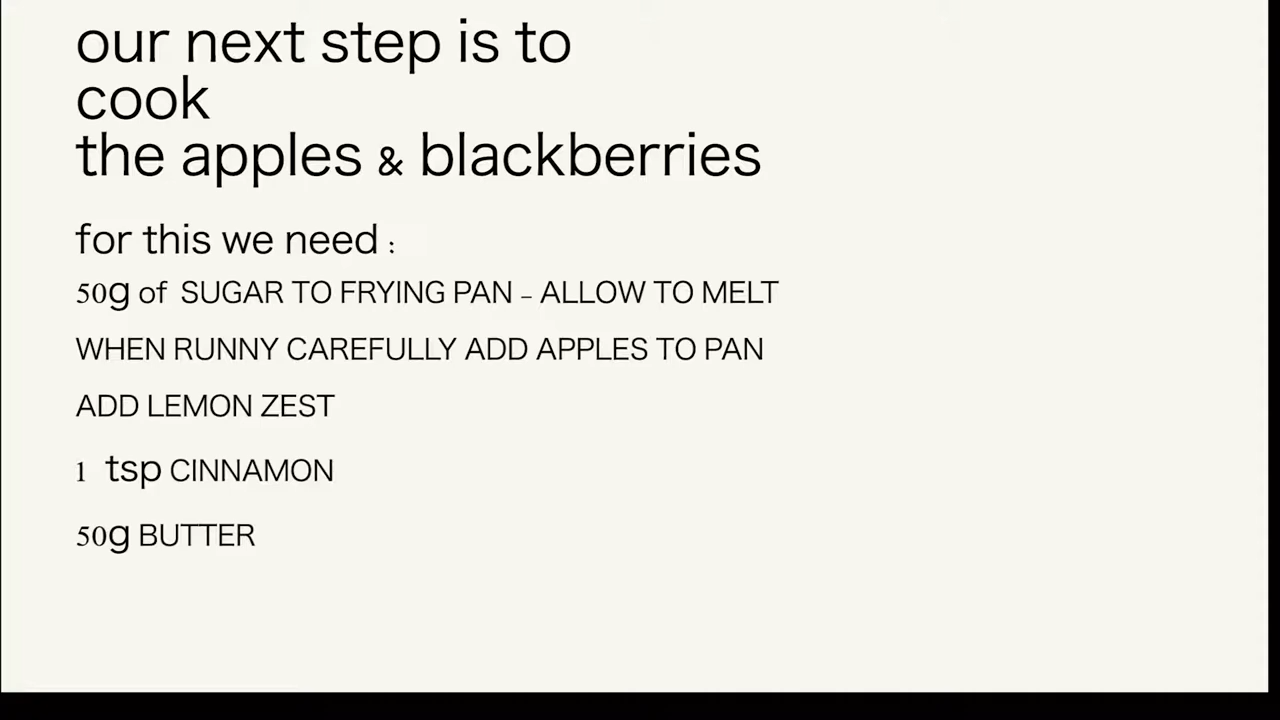 our next step is to
cook
the apples & blackberries
for this we need :
50g of SUGAR TO FRYING PAN – ALLOW TO MELT
WHEN RUNNY CAREFULLY ADD APPLES TO PAN
ADD LEMON ZEST
1 tsp CINNAMON
50g BUTTER